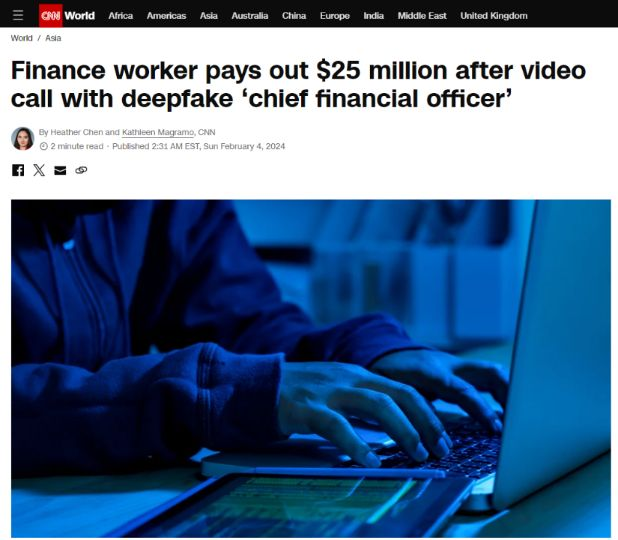 CNN World Africa Americas Asia Australia China Europe India Middle East United Kingdom
World / Asia
Finance worker pays out $25 million after video
call with deepfake ‘chief financial officer’
By Heather Chen and Kathleen Magramo, CNN
2 minute read · Published 2:31 AM EST, Sun February 4, 2024